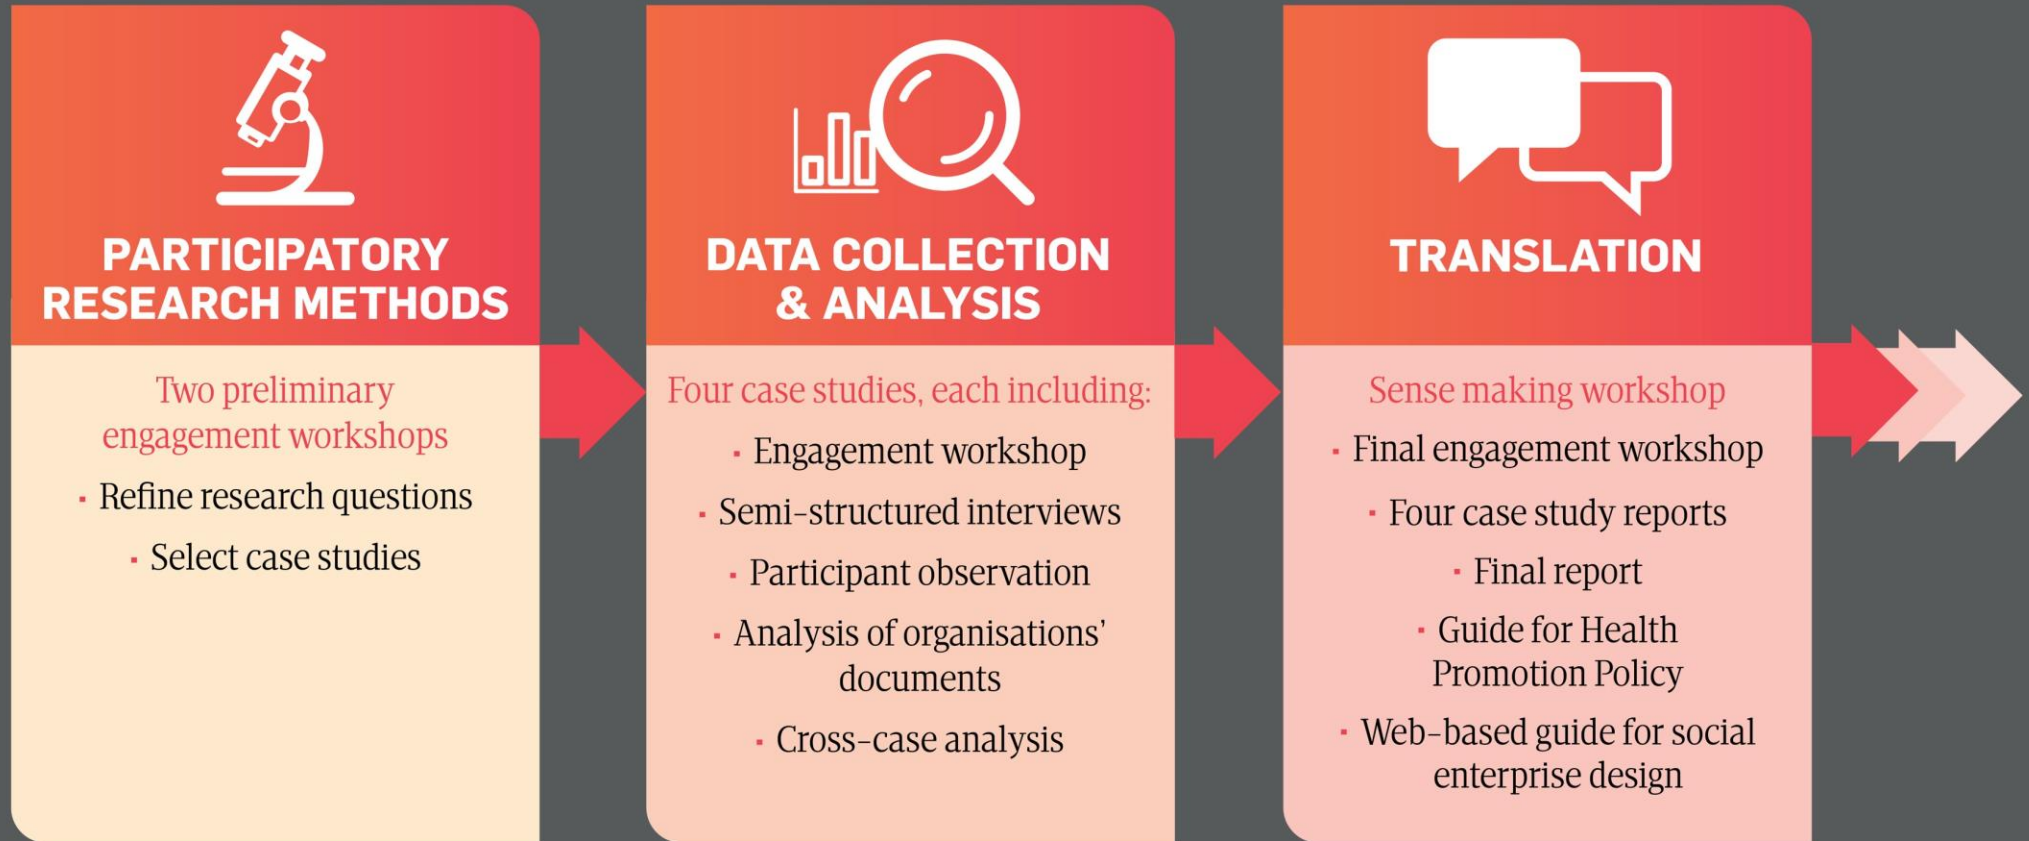 PARTICIPATORY
RESEARCH METHODS
Two preliminary
engagement workshops
▪ Refine research questions
▪ Select case studies
DATA COLLECTION
& ANALYSIS
Four case studies, each including:
▪ Engagement workshop
▪ Semi-structured interviews
▪ Participant observation
▪ Analysis of organisations’
documents
▪ Cross-case analysis
TRANSLATION
Sense making workshop
▪ Final engagement workshop
▪ Four case study reports
▪ Final report
▪ Guide for Health
Promotion Policy
▪ Web-based guide for social
enterprise design